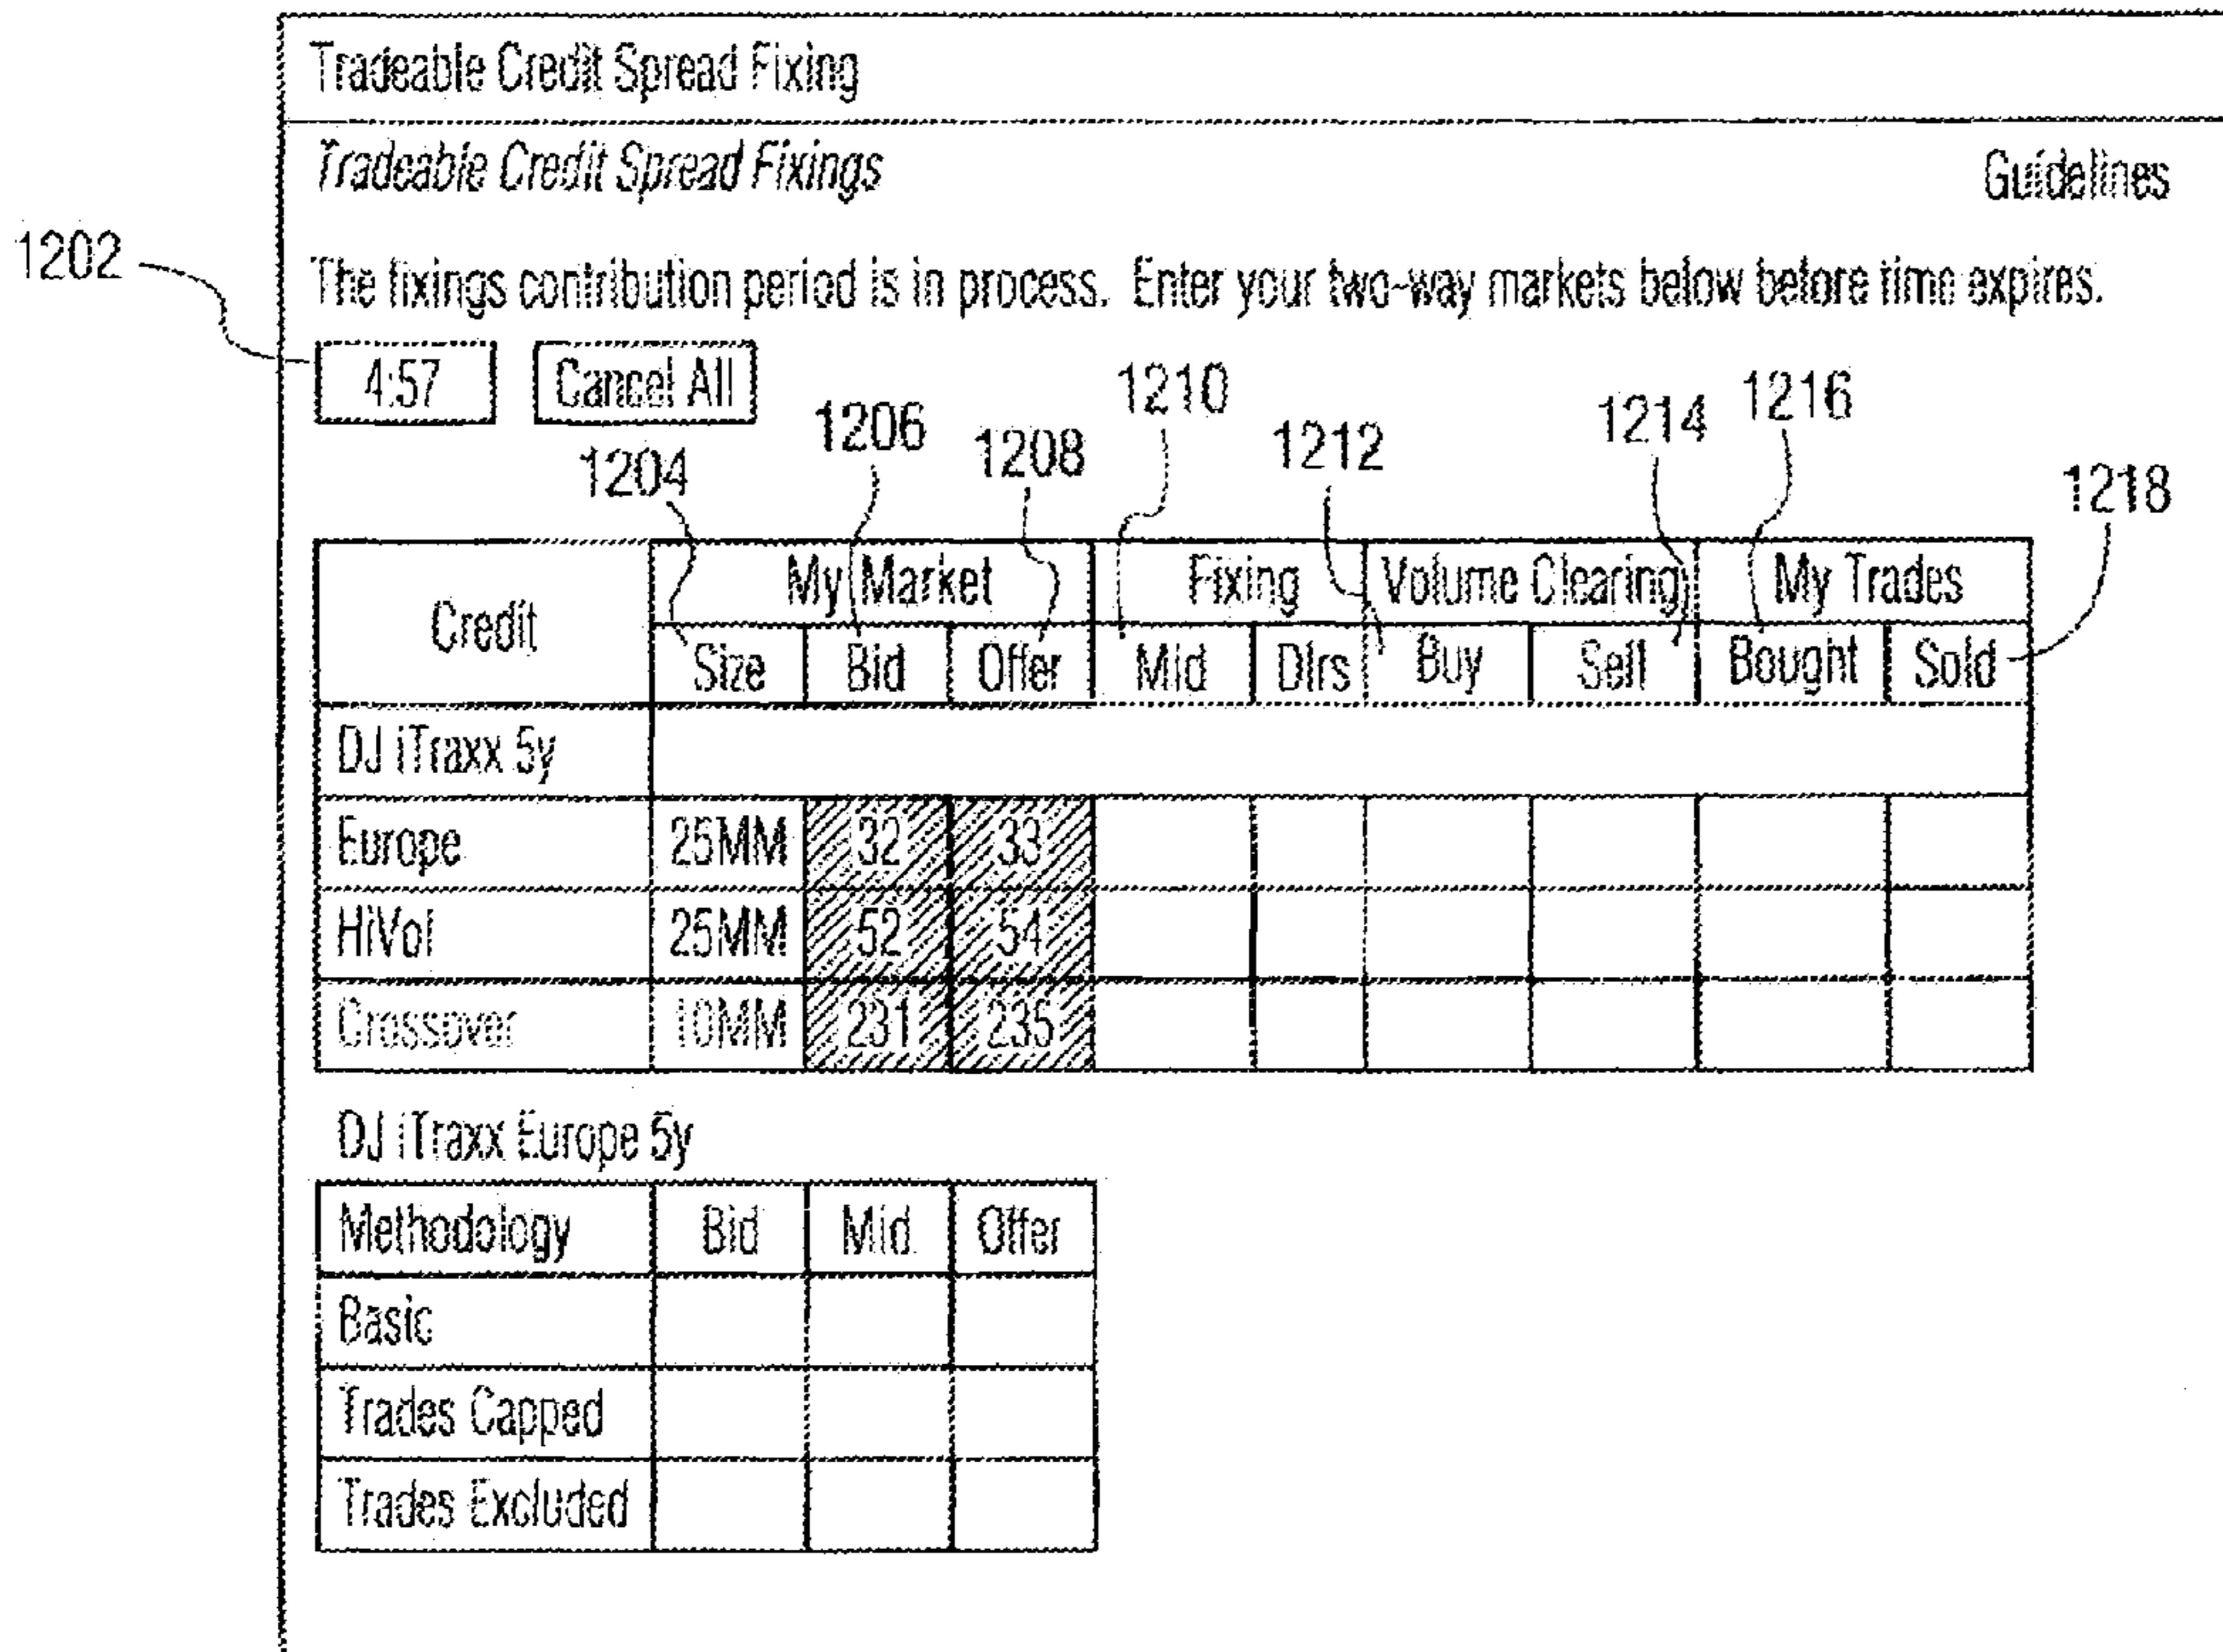 Tradeable Credit Spread Fixing
Tradeable Credit Spread Fixings Guidelines
1202
The fixings contribution period is in process. Enter your two-way markets below before time expires.
4:57 Cancel All
1204 1206 1208 1210 1212 1214 1216 1218
Credit My Market Fixing Volume Clearing My Trades
Size Bid Offer Mid Dlrs Buy Sell Bought Sold
DJ iTraxx 5y
Europe 25MM 32 33
HiVol 25MM 52 54
Crossover 10MM 231 235
DJ iTraxx Europe 5y
Methodology Bid Mid Offer
Basic
Trades Capped
Trades Excluded